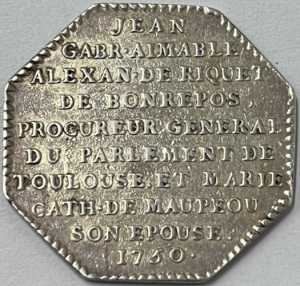 JEAN
GABR·AIMABLE
ALEXAN·DE RIQUET
DE BONREPOS,
PROCUREUR GENERAL
DU PARLEMENT DE
TOULOUSE ET MARIE
CATH·DE MAUPEOU
SON EPOUSE.
1750.